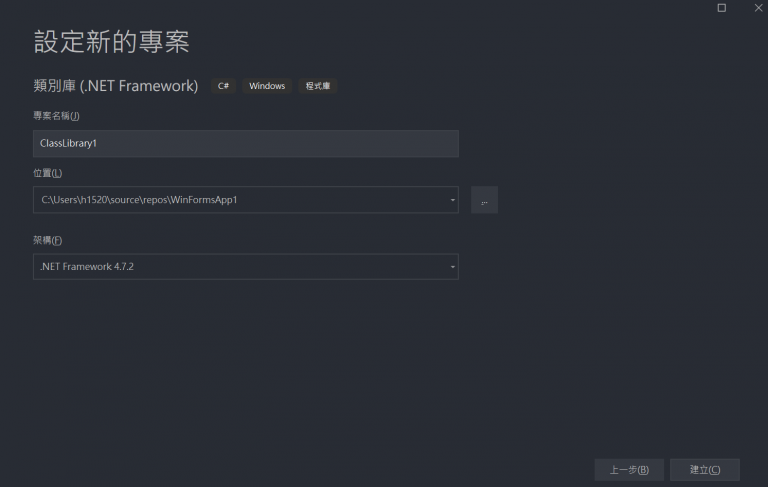 設定新的專案
類別庫 (.NET Framework) C# Windows 程式庫
專案名稱(J)
ClassLibrary1
位置(L)
C:\Users\h1520\source\repos\WinFormsApp1
...
架構(F)
.NET Framework 4.7.2
上一步(B) 建立(C)